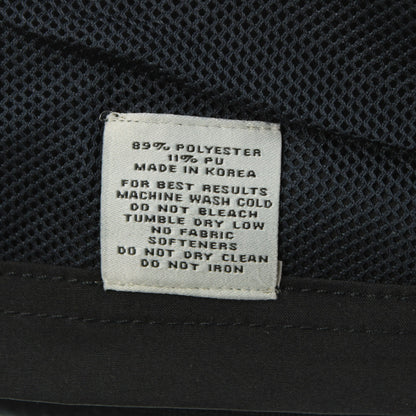 89% POLYESTER
11% PU
MADE IN KOREA
FOR BEST RESULTS
MACHINE WASH COLD
DO NOT BLEACH
TUMBLE DRY LOW
NO FABRIC
SOFTENERS
DO NOT DRY CLEAN
DO NOT IRON